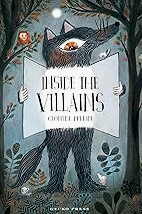 INSIDE THE
VILLAINS
CLOTILDE PERRIN
GECKO PRESS